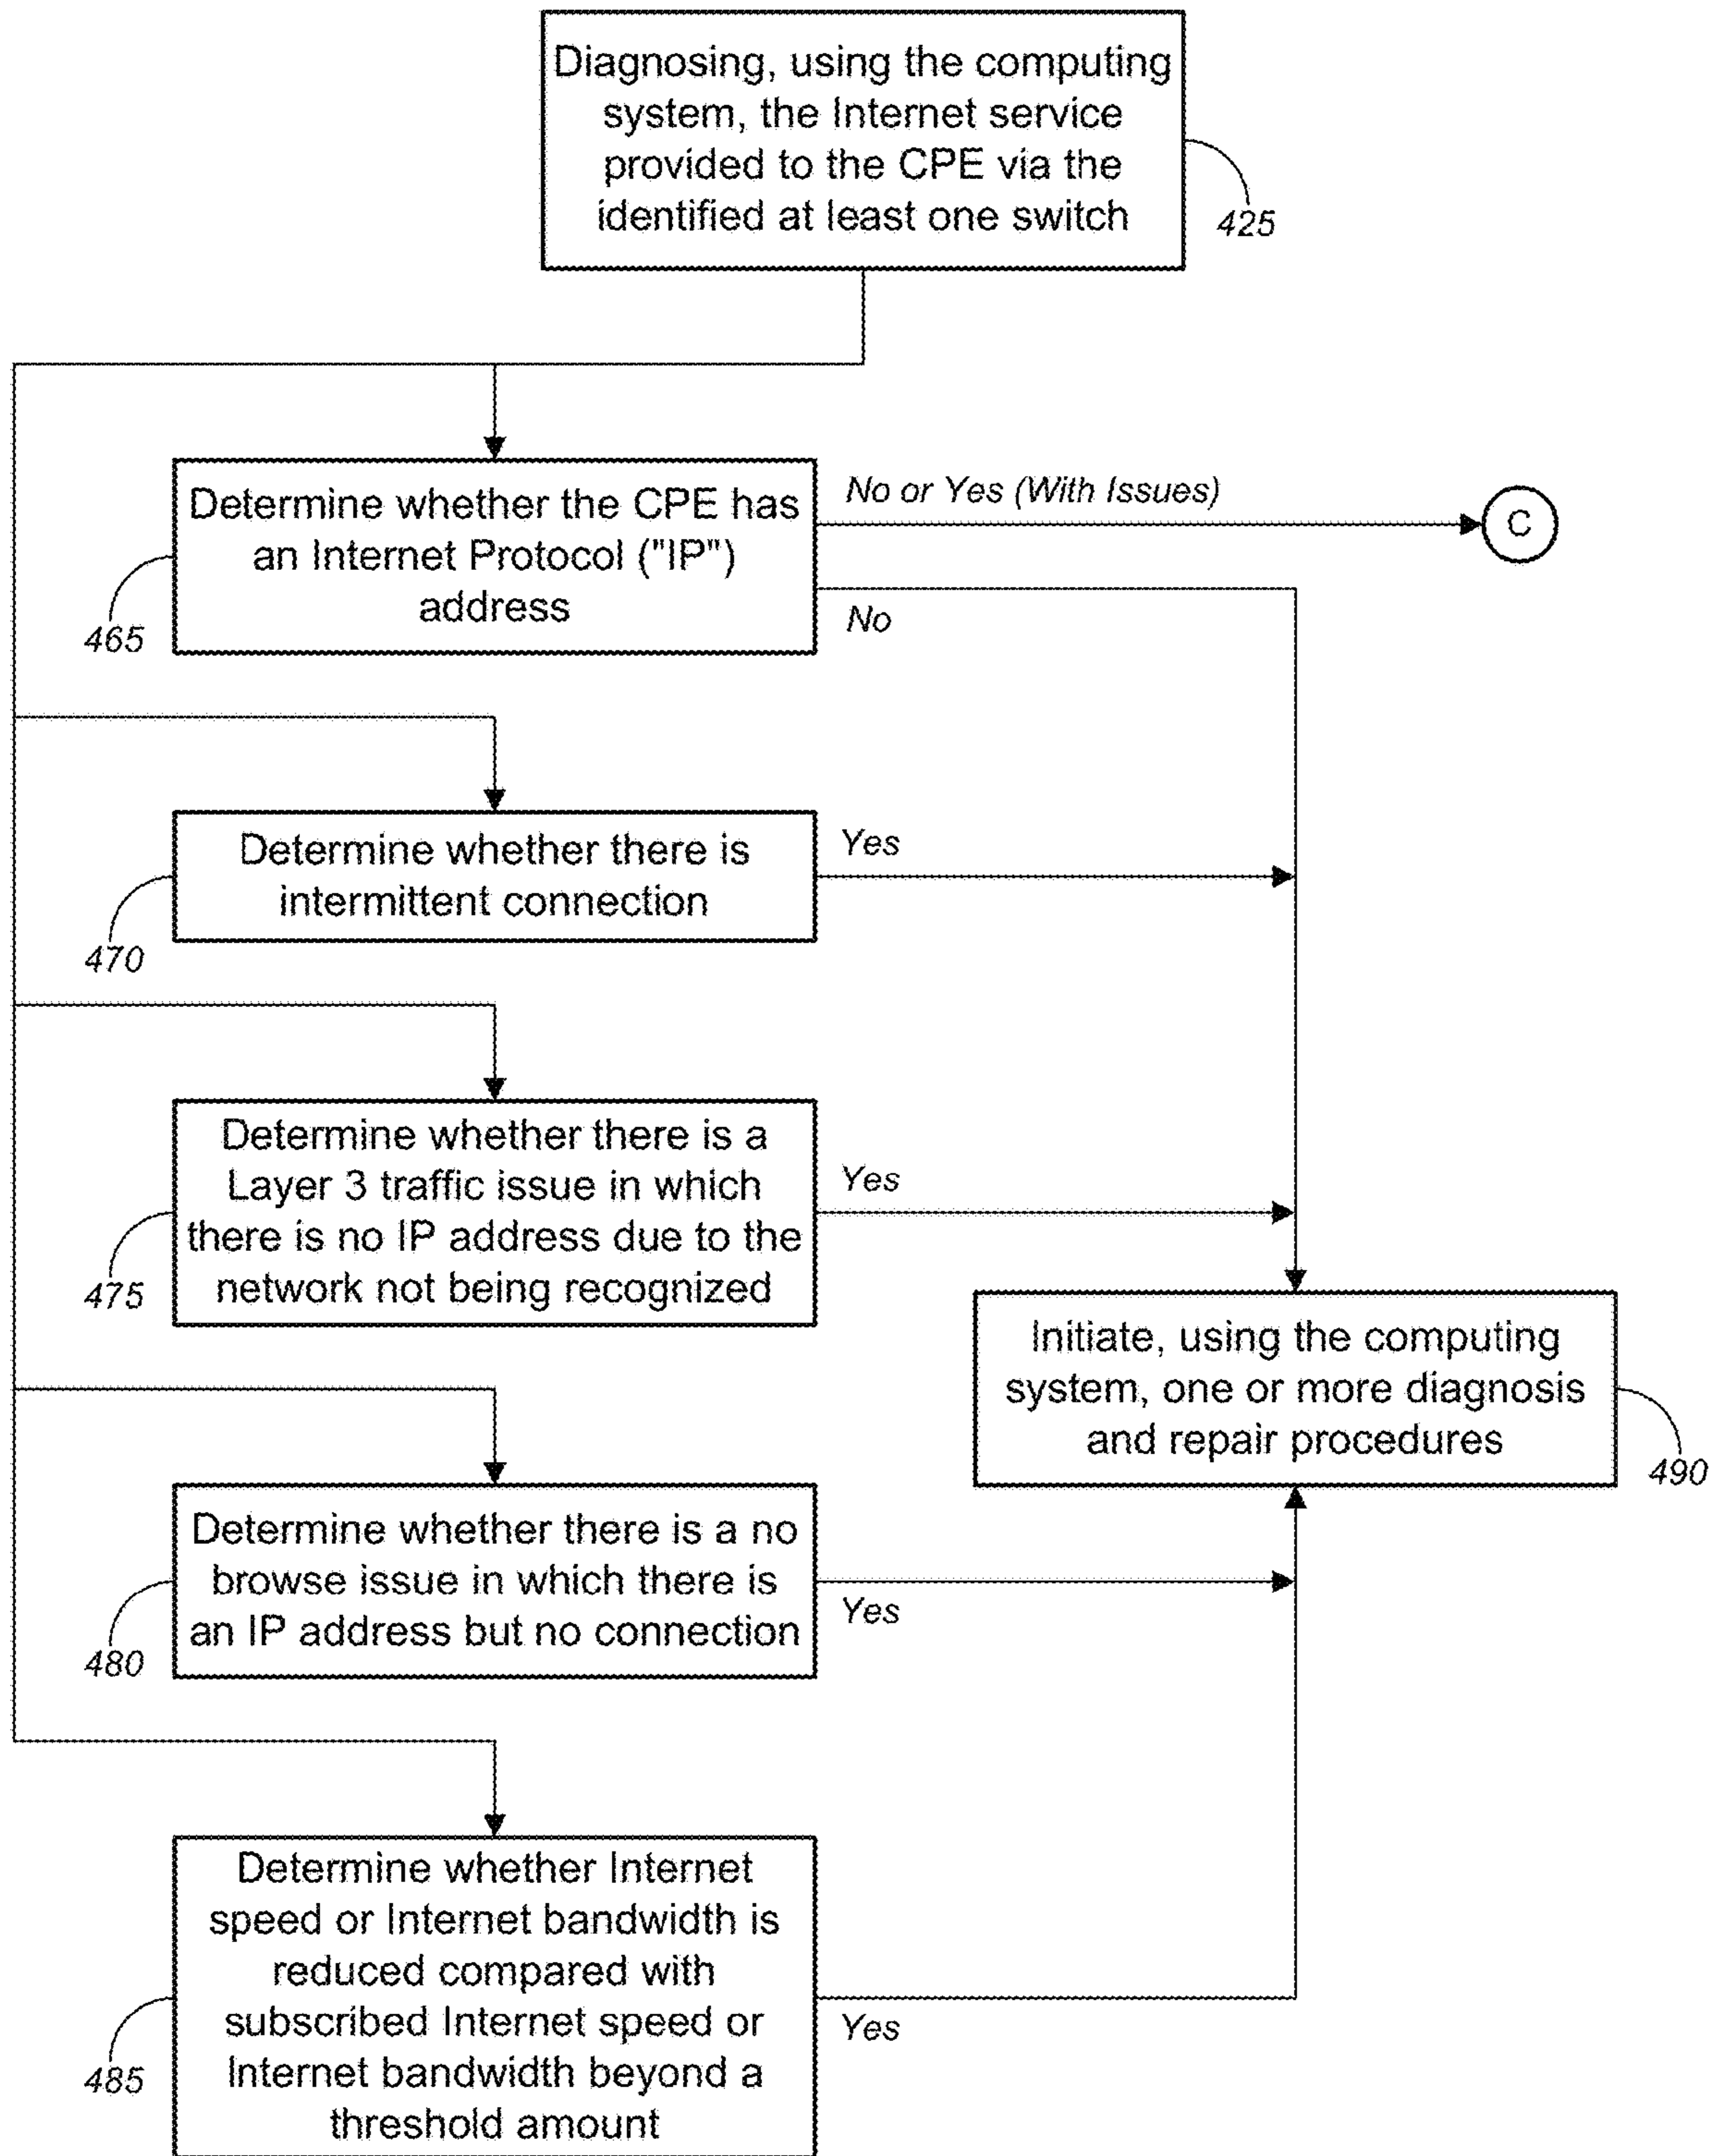 Diagnosing, using the computing
system, the Internet service
provided to the CPE via the
identified at least one switch
425
Determine whether the CPE has
an Internet Protocol ("IP")
address
465
No or Yes (With Issues)
C
No
Determine whether there is
intermittent connection
470
Yes
Determine whether there is a
Layer 3 traffic issue in which
there is no IP address due to the
network not being recognized
475
Yes
Initiate, using the computing
system, one or more diagnosis
and repair procedures
490
Determine whether there is a no
browse issue in which there is
an IP address but no connection
480
Yes
Determine whether Internet
speed or Internet bandwidth is
reduced compared with
subscribed Internet speed or
Internet bandwidth beyond a
threshold amount
485
Yes